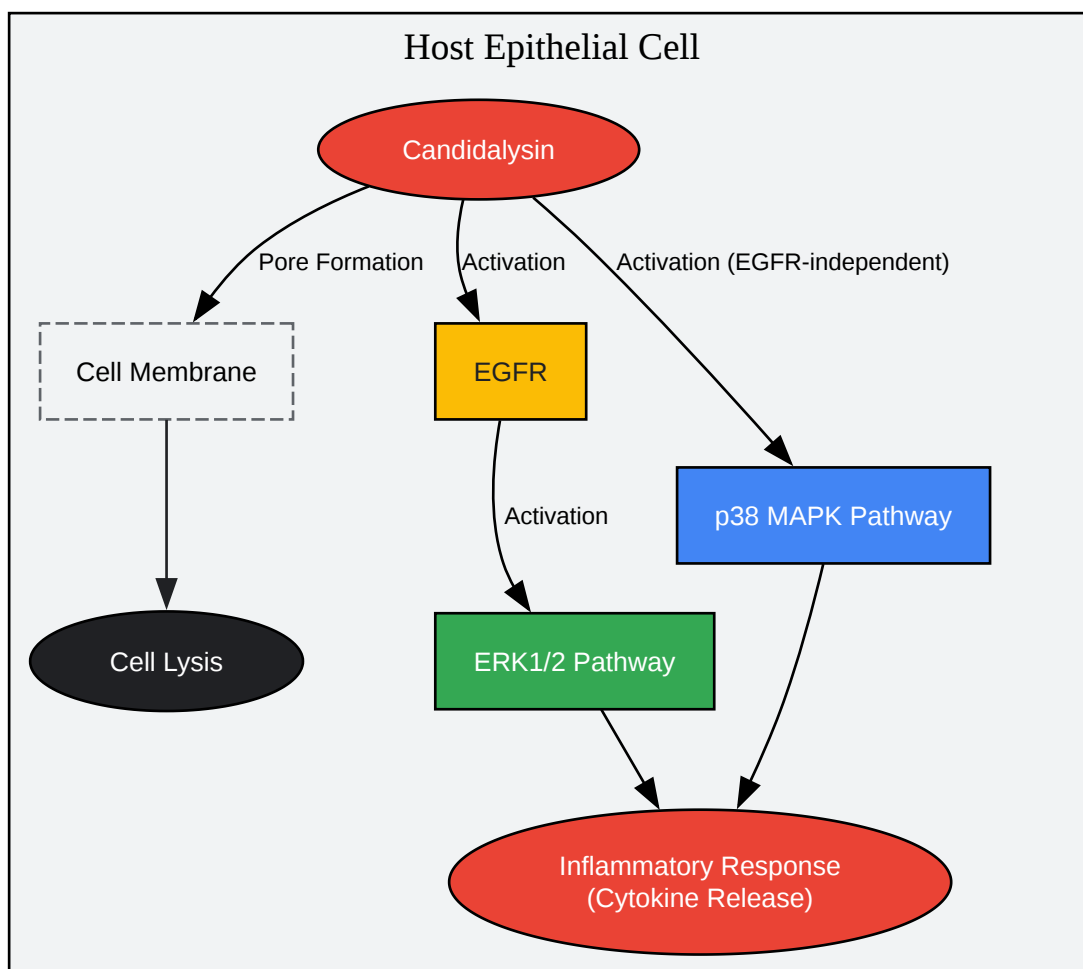 Host Epithelial Cell
Candidalysin
Pore Formation
Activation
Activation (EGFR-independent)
Cell Membrane
EGFR
Activation
p38 MAPK Pathway
Cell Lysis
ERK1/2 Pathway
Inflammatory Response
(Cytokine Release)